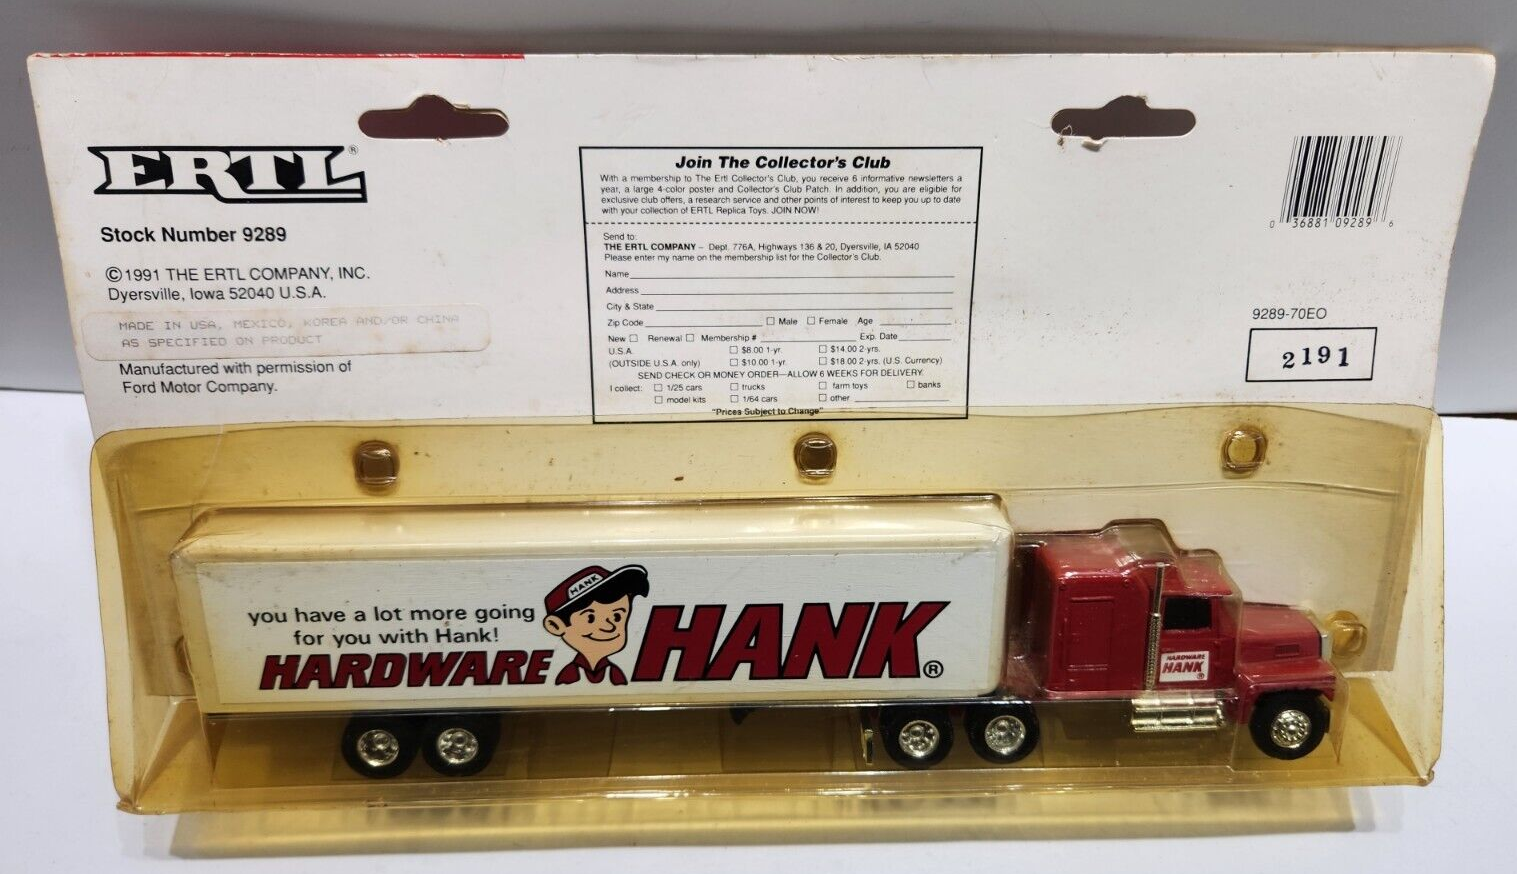 ERTL®
Stock Number 9289
©1991 THE ERTL COMPANY, INC.
Dyersville, Iowa 52040 U.S.A.
MADE IN USA, MEXICO, KOREA AND/OR CHINA
AS SPECIFIED ON PRODUCT
Manufactured with permission of
Ford Motor Company.
Join The Collector's Club
With a membership to The Ertl Collector's Club, you receive 6 informative newsletters a
year, a large 4-color poster and Collector's Club Patch. In addition, you are eligible for
exclusive club offers, a research service and other points of interest to keep you up to date
with your collection of ERTL Replica Toys. JOIN NOW!
Send to:
THE ERTL COMPANY – Dept. 776A, Highways 136 & 20, Dyersville, IA 52040
Please enter my name on the membership list for the Collector's Club.
Name
Address
City & State
Zip Code ☐ Male ☐ Female Age
New ☐ Renewal ☐ Membership # Exp. Date
U.S.A. ☐ $8.00 1-yr. ☐ $14.00 2-yrs.
(OUTSIDE U.S.A. only) ☐ $10.00 1-yr. ☐ $18.00 2-yrs. (U.S. Currency)
SEND CHECK OR MONEY ORDER—ALLOW 6 WEEKS FOR DELIVERY.
I collect: ☐ 1/25 cars ☐ trucks ☐ farm toys ☐ banks
☐ model kits ☐ 1/64 cars ☐ other
"Prices Subject to Change"
0 36881 09289 6
9289-70EO
2191
HANK
you have a lot more going
for you with Hank!
HARDWARE HANK®
HARDWARE
HANK
®